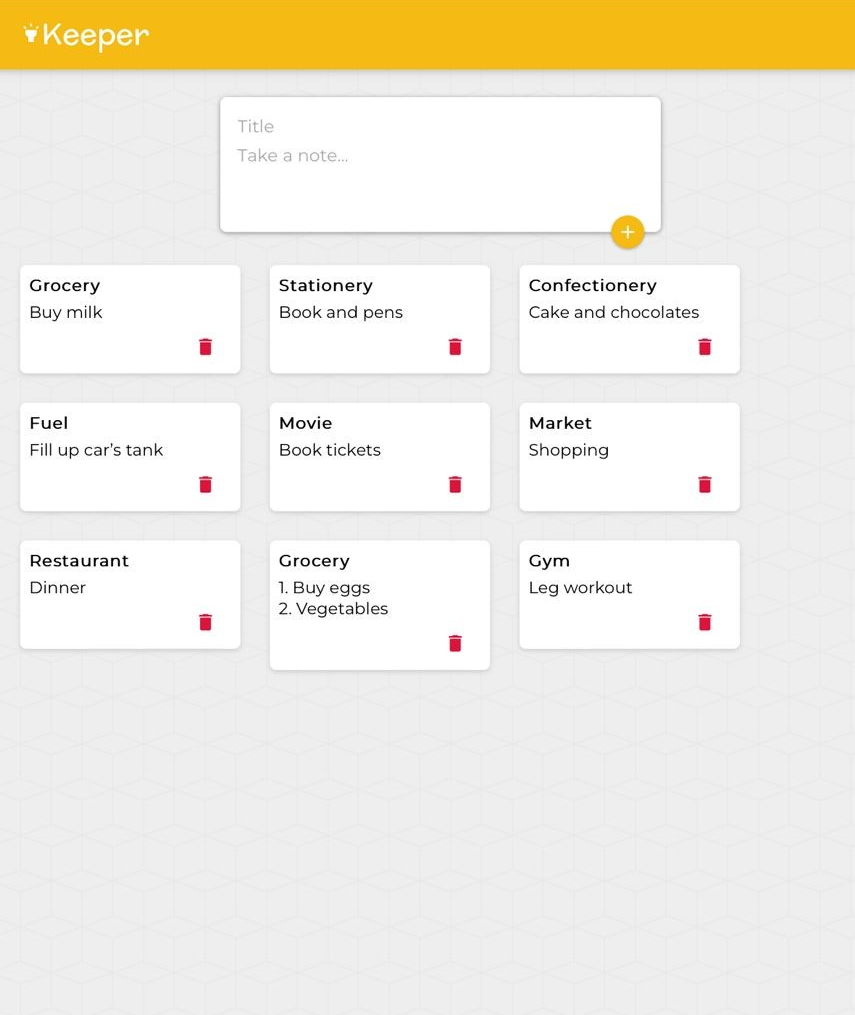 Keeper
Title
Take a note...
Grocery
Buy milk
Stationery
Book and pens
Confectionery
Cake and chocolates
Fuel
Fill up car’s tank
Movie
Book tickets
Market
Shopping
Restaurant
Dinner
Grocery
1. Buy eggs
2. Vegetables
Gym
Leg workout